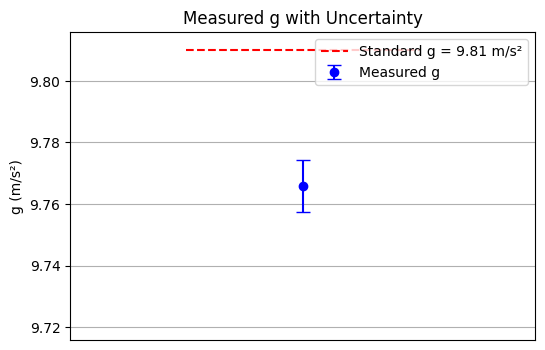 Measured g with Uncertainty
Standard g = 9.81 m/s²
Measured g
g (m/s²)
9.80
9.78
9.76
9.74
9.72